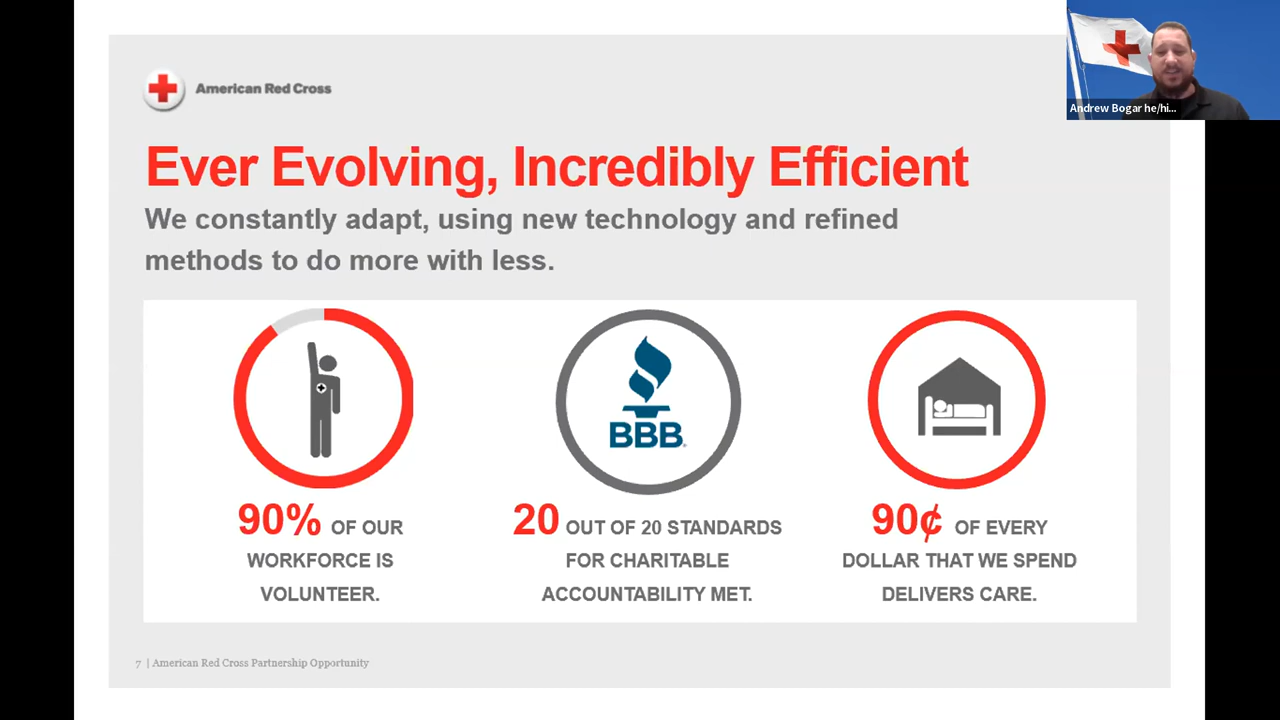 American Red Cross
Andrew Bogar he/hi...
Ever Evolving, Incredibly Efficient
We constantly adapt, using new technology and refined
methods to do more with less.
BBB
90% OF OUR
WORKFORCE IS
VOLUNTEER.
20 OUT OF 20 STANDARDS
FOR CHARITABLE
ACCOUNTABILITY MET.
90¢ OF EVERY
DOLLAR THAT WE SPEND
DELIVERS CARE.
7 | American Red Cross Partnership Opportunity